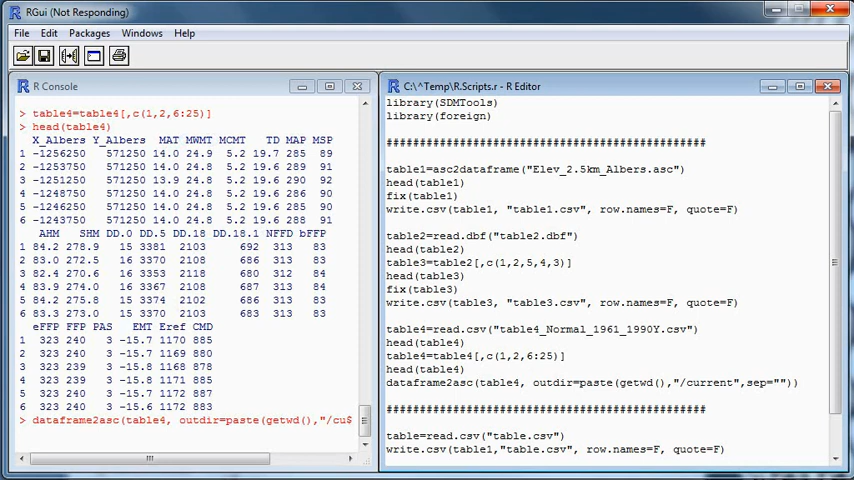 RGui (Not Responding)
File Edit Packages Windows Help
R Console
> table4=table4[,c(1,2,6:25)]
> head(table4)
X_Albers Y_Albers MAT MWMT MCMT TD MAP MSP
1 -1256250 571250 14.0 24.9 5.2 19.7 285 89
2 -1253750 571250 14.0 24.8 5.2 19.6 289 91
3 -1251250 571250 13.9 24.8 5.2 19.6 290 92
4 -1248750 571250 14.0 24.8 5.2 19.6 286 90
5 -1246250 571250 14.0 24.8 5.2 19.6 286 91
6 -1243750 571250 14.0 24.8 5.2 19.6 288 91
AHM SHM DD.0 DD.5 DD.18 DD.18.1 NFFD bFFP
1 84.2 278.9 15 3381 2103 692 313 83
2 83.0 272.5 16 3370 2108 686 313 83
3 82.4 270.6 16 3353 2118 680 312 84
4 83.9 274.0 16 3367 2108 687 313 84
5 84.2 275.8 15 3374 2102 686 313 83
6 83.3 273.0 15 3370 2103 683 313 83
eFFP FFP PAS EMT Eref CMD
1 323 240 3 -15.7 1170 885
2 323 240 3 -15.7 1169 880
3 323 239 3 -15.8 1168 878
4 323 239 3 -15.8 1171 885
5 323 240 3 -15.7 1172 887
6 323 240 3 -15.6 1172 883
> dataframe2asc(table4, outdir=paste(getwd(),"/cu$
C:\^Temp\R.Scripts.r - R Editor
library(SDMTools)
library(foreign)
################################################
table1=asc2dataframe("Elev_2.5km_Albers.asc")
head(table1)
fix(table1)
write.csv(table1, "table1.csv", row.names=F, quote=F)
table2=read.dbf("table2.dbf")
head(table2)
table3=table2[,c(1,2,5,4,3)]
head(table3)
fix(table3)
write.csv(table3, "table3.csv", row.names=F, quote=F)
table4=read.csv("table4_Normal_1961_1990Y.csv")
head(table4)
table4=table4[,c(1,2,6:25)]
head(table4)
dataframe2asc(table4, outdir=paste(getwd(),"/current",sep=""))
################################################
table=read.csv("table.csv")
write.csv(table1,"table.csv", row.names=F, quote=F)